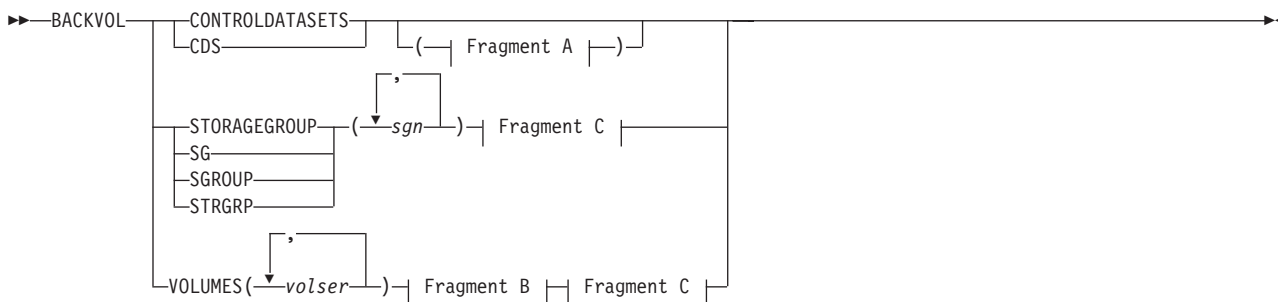 BACKVOL CONTROLDATASETS
CDS ( Fragment A )
,
STORAGEGROUP ( sgn ) Fragment C
SG
SGROUP
STRGRP
,
VOLUMES( volser ) Fragment B Fragment C